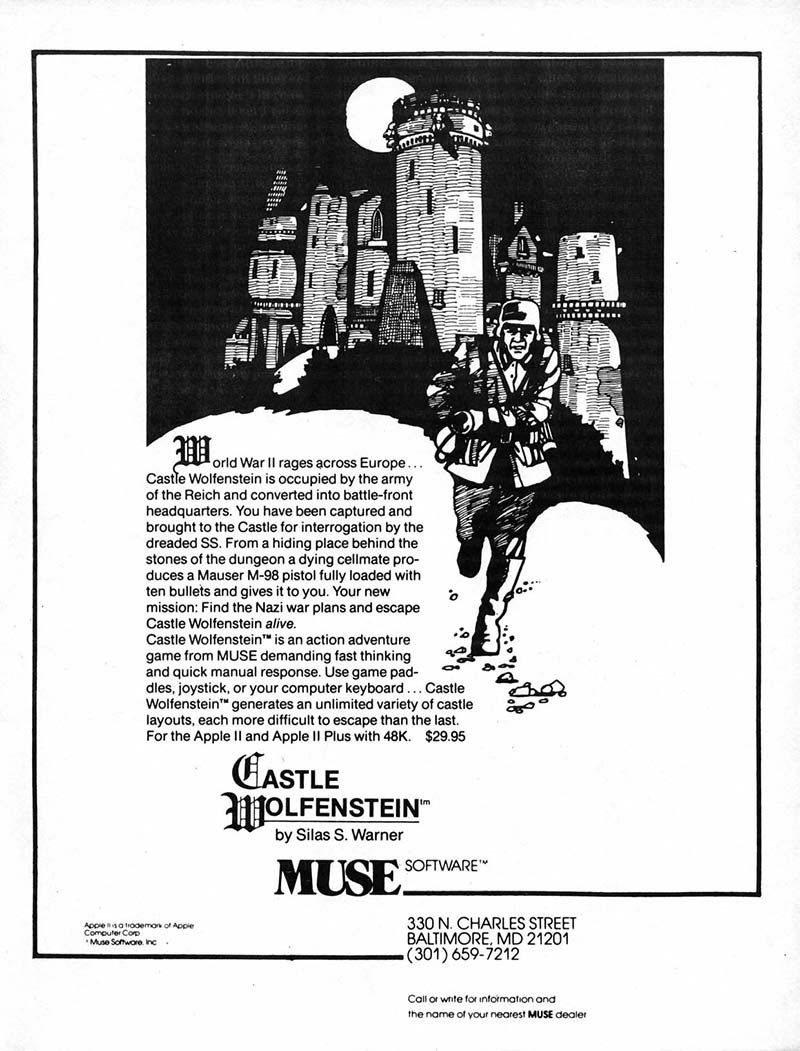 World War II rages across Europe...
Castle Wolfenstein is occupied by the army
of the Reich and converted into battle-front
headquarters. You have been captured and
brought to the Castle for interrogation by the
dreaded SS. From a hiding place behind the
stones of the dungeon a dying cellmate pro-
duces a Mauser M-98 pistol fully loaded with
ten bullets and gives it to you. Your new
mission: Find the Nazi war plans and escape
Castle Wolfenstein alive.
Castle Wolfenstein™ is an action adventure
game from MUSE demanding fast thinking
and quick manual response. Use game pad-
dles, joystick, or your computer keyboard... Castle
Wolfenstein™ generates an unlimited variety of castle
layouts, each more difficult to escape than the last.
For the Apple II and Apple II Plus with 48K. $29.95
CASTLE
WOLFENSTEIN™
by Silas S. Warner
MUSE SOFTWARE™
Apple II is a trademark of Apple
Computer Corp
Muse Software, Inc
330 N. CHARLES STREET
BALTIMORE, MD 21201
(301) 659-7212
Call or write for information and
the name of your nearest MUSE dealer